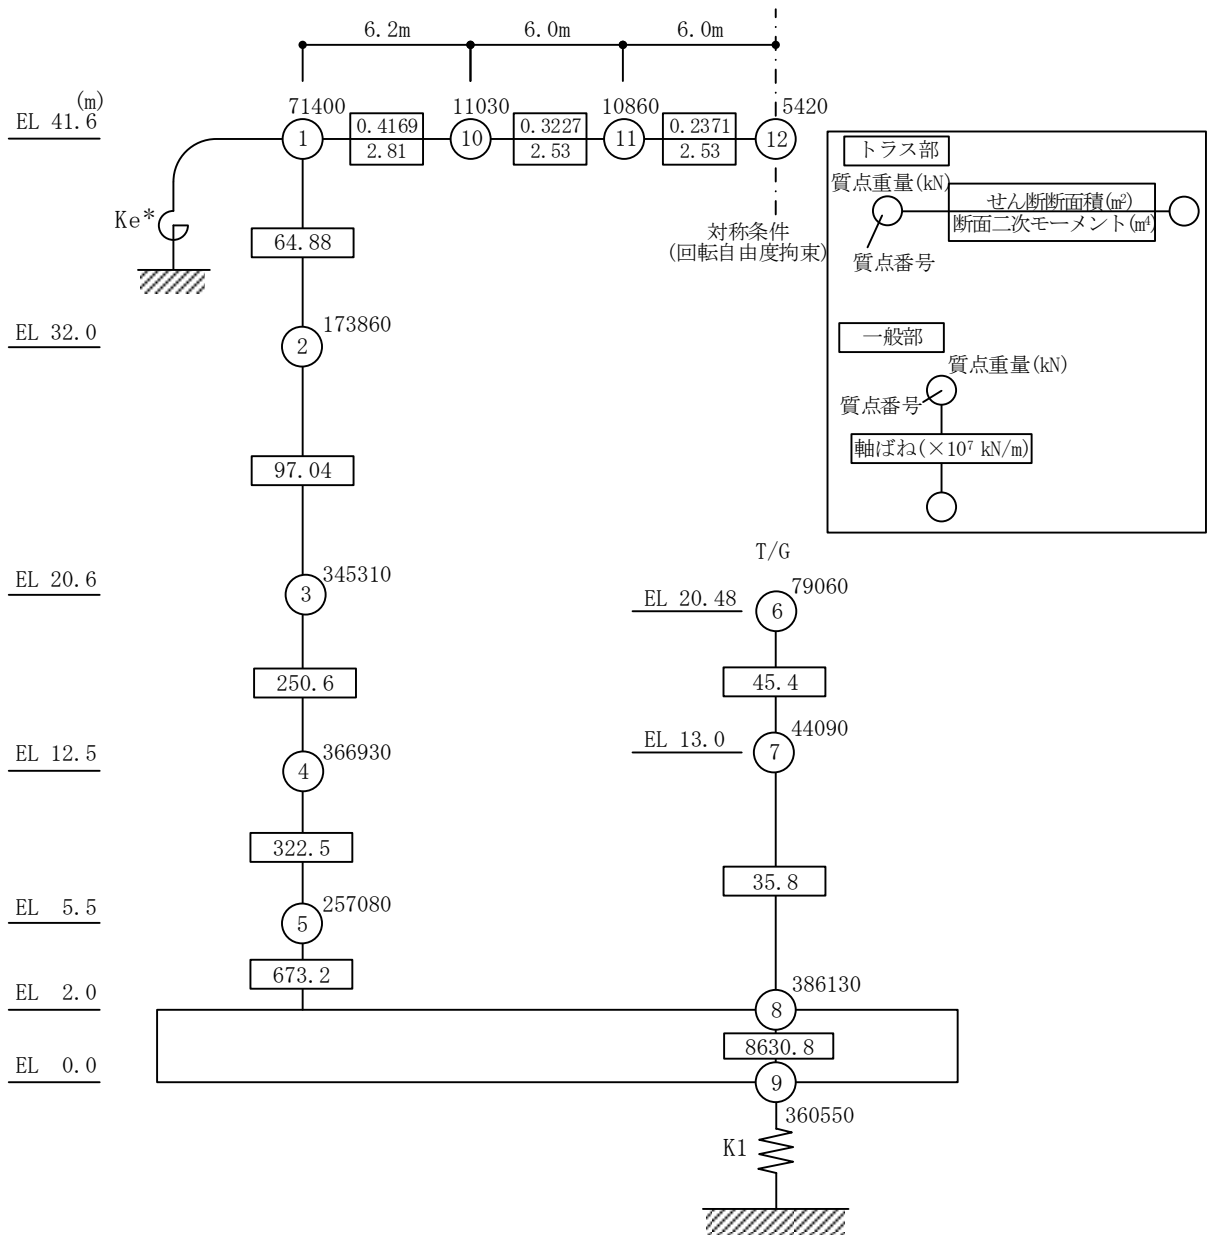 6.2m 6.0m 6.0m
(m)
EL 41.6
71400 11030 10860 5420
1 0.4169 10 0.3227 11 0.2371 12
2.81 2.53 2.53
Ke*
対称条件
(回転自由度拘束)
64.88
EL 32.0
173860
2
97.04
EL 20.6
345310
3
250.6
EL 12.5
366930
4
322.5
EL 5.5
257080
5
673.2
EL 2.0
EL 0.0
T/G
EL 20.48
79060
6
45.4
EL 13.0
44090
7
35.8
386130
8
8630.8
9
360550
K1
トラス部
質点重量(kN)
せん断断面積(m²)
断面二次モーメント(m⁴)
質点番号
一般部
質点重量(kN)
質点番号
軸ばね(×10⁷ kN/m)